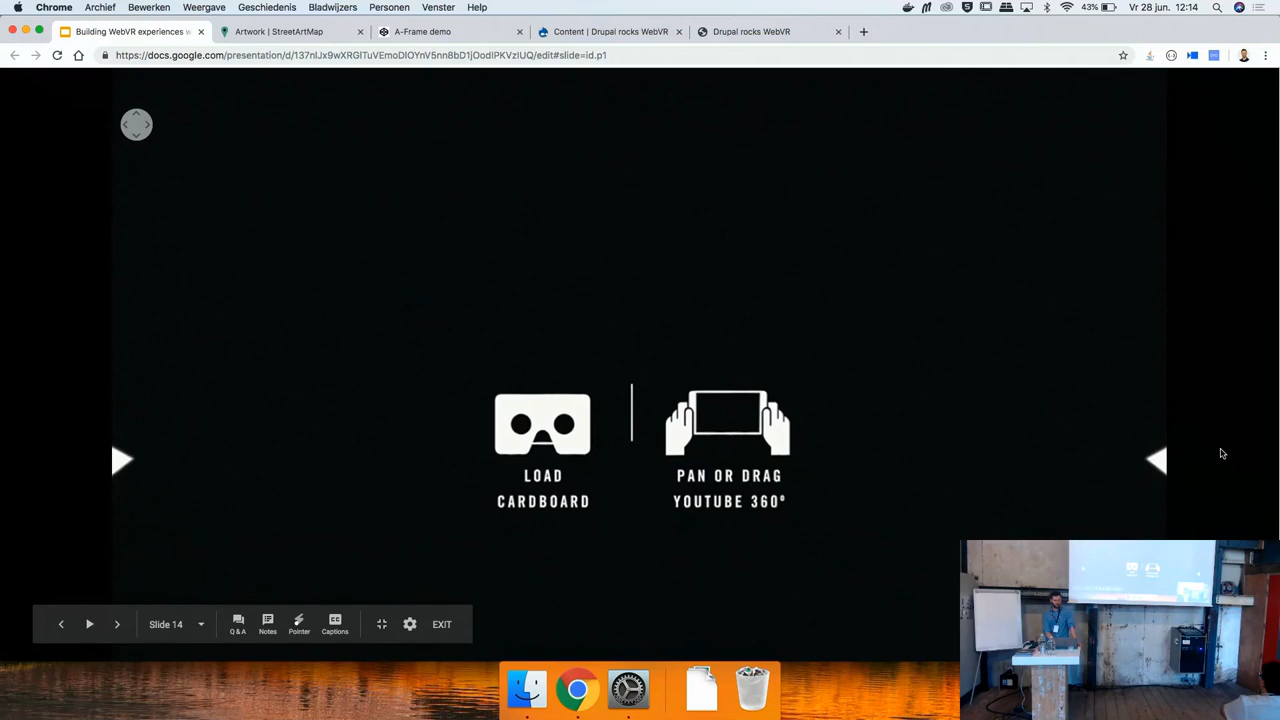 Chrome Archief Bewerken Weergave Geschiedenis Bladwijzers Personen Venster Help
43% Vr 28 jun. 12:14
Building WebVR experiences w
Artwork | StreetArtMap
A-Frame demo
Content | Drupal rocks WebVR
Drupal rocks WebVR
https://docs.google.com/presentation/d/137nlJx9wXRGlTuVEmoDlOYnV5nn8bD1jOodIPKVzIUQ/edit#slide=id.p1
LOAD
CARDBOARD
PAN OR DRAG
YOUTUBE 360°
Slide 14
Q&A
Notes
Pointer
Captions
EXIT